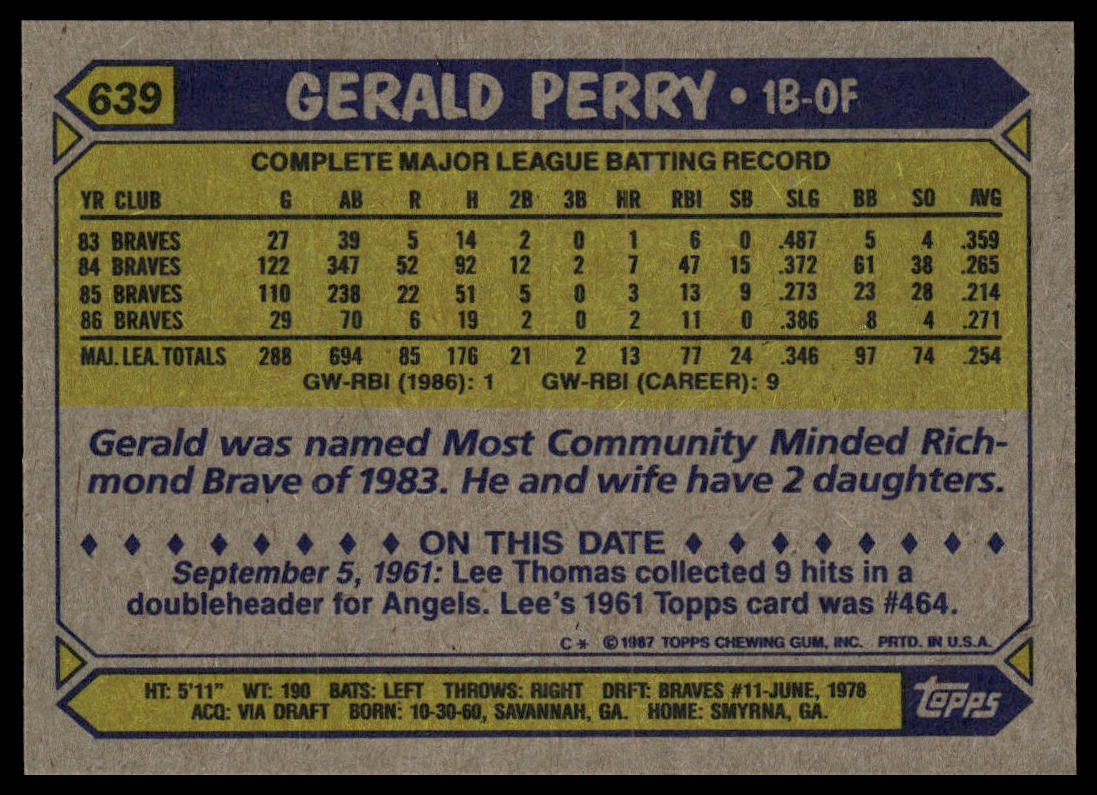 639 GERALD PERRY • 1B-OF
COMPLETE MAJOR LEAGUE BATTING RECORD
YR CLUB G AB R H 2B 3B HR RBI SB SLG BB SO AVG
83 BRAVES 27 39 5 14 2 0 1 6 0 .487 5 4 .359
84 BRAVES 122 347 52 92 12 2 7 47 15 .372 61 38 .265
85 BRAVES 110 238 22 51 5 0 3 13 9 .273 23 28 .214
86 BRAVES 29 70 6 19 2 0 2 11 0 .386 8 4 .271
MAJ. LEA. TOTALS 288 694 85 176 21 2 13 77 24 .346 97 74 .254
GW-RBI (1986): 1 GW-RBI (CAREER): 9
Gerald was named Most Community Minded Rich-
mond Brave of 1983. He and wife have 2 daughters.
♦ ♦ ♦ ♦ ♦ ♦ ♦ ♦ ON THIS DATE ♦ ♦ ♦ ♦ ♦ ♦ ♦ ♦
September 5, 1961: Lee Thomas collected 9 hits in a
doubleheader for Angels. Lee's 1961 Topps card was #464.
C * © 1987 TOPPS CHEWING GUM, INC. PRTD. IN U.S.A.
HT: 5'11" WT: 190 BATS: LEFT THROWS: RIGHT DRFT: BRAVES #11-JUNE, 1978
ACQ: VIA DRAFT BORN: 10-30-60, SAVANNAH, GA. HOME: SMYRNA, GA.
TOPPS